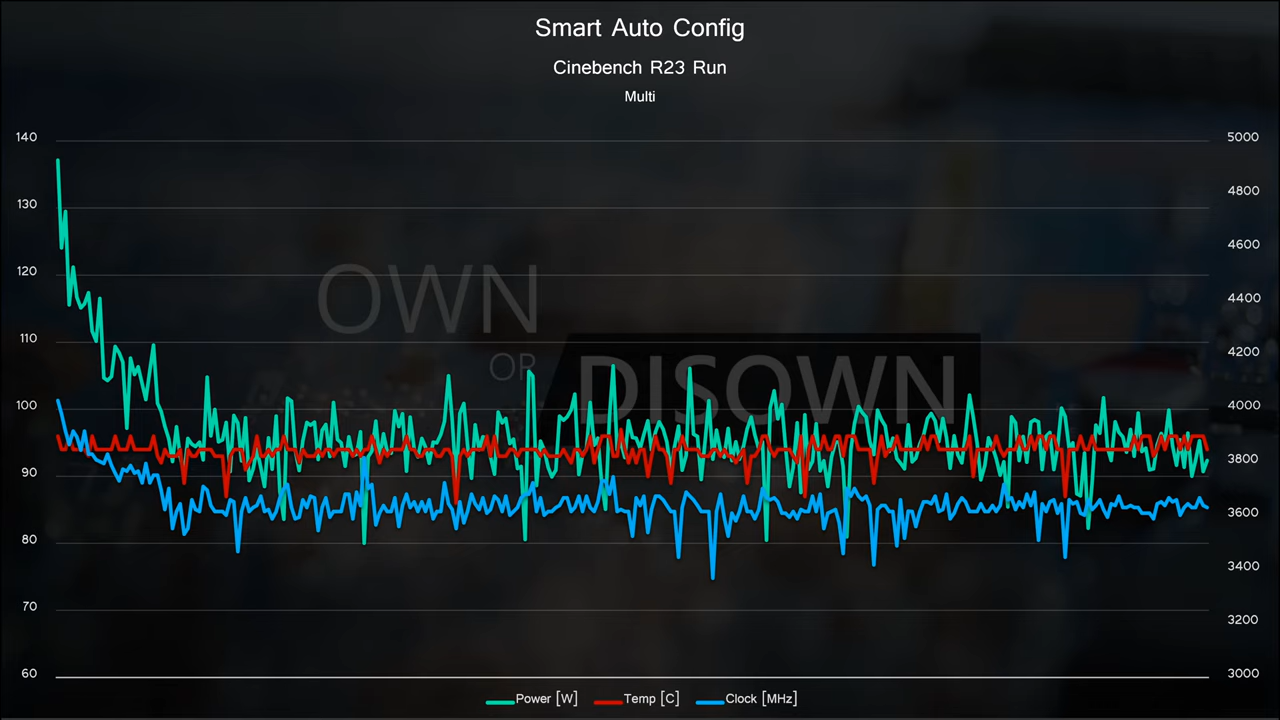 Smart Auto Config
Cinebench R23 Run
Multi
140
130
120
110
100
90
80
70
60
5000
4800
4600
4400
4200
4000
3800
3600
3400
3200
3000
OWN
OR
DISOWN
Power [W]
Temp [C]
Clock [MHz]